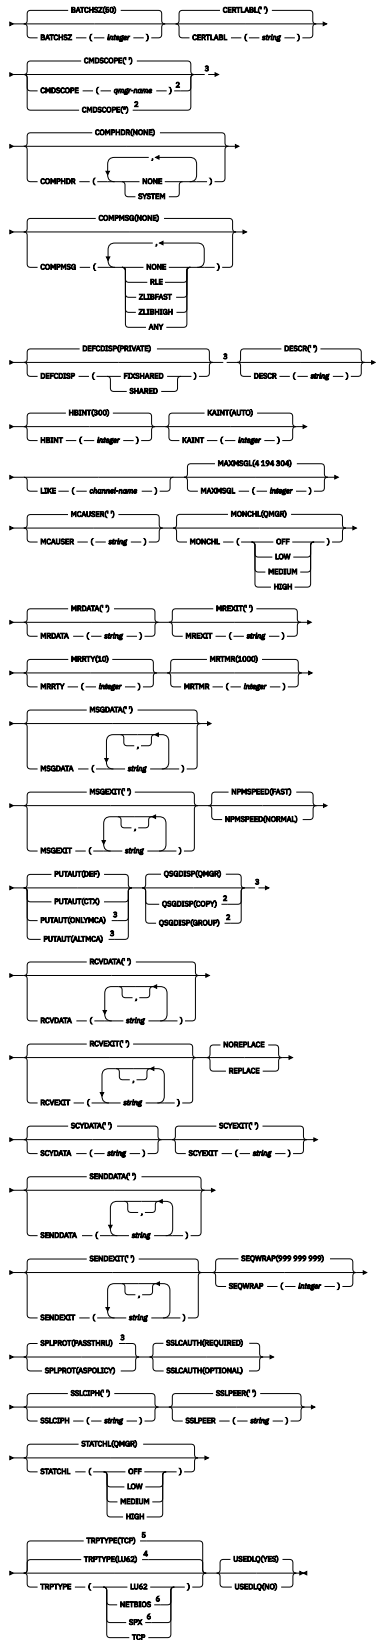 BATCHSZ(50) CERTLABL(' ')
BATCHSZ ( integer ) CERTLABL ( string )
CMDSCOPE(' ') 3
CMDSCOPE ( qmgr-name ) 2
CMDSCOPE(*) 2
COMPHDR(NONE)
,
COMPHDR ( NONE )
SYSTEM
COMPMSG(NONE)
,
COMPMSG ( NONE )
RLE
ZLIBFAST
ZLIBHIGH
ANY
DEFCDISP(PRIVATE) 3 DESCR(' ')
DEFCDISP ( FIXSHARED ) DESCR ( string )
SHARED
HBINT(300) KAINT(AUTO)
HBINT ( integer ) KAINT ( integer )
MAXMSGL(4 194 304)
LIKE ( channel-name ) MAXMSGL ( integer )
MCAUSER(' ') MONCHL(QMGR)
MCAUSER ( string ) MONCHL ( OFF )
LOW
MEDIUM
HIGH
MRDATA(' ') MREXIT(' ')
MRDATA ( string ) MREXIT ( string )
MRRTY(10) MRTMR(1000)
MRRTY ( integer ) MRTMR ( integer )
MSGDATA(' ')
,
MSGDATA ( string )
MSGEXIT(' ') NPMSPEED(FAST)
, NPMSPEED(NORMAL)
MSGEXIT ( string )
PUTAUT(DEF) QSGDISP(QMGR) 3
PUTAUT(CTX) QSGDISP(COPY) 2
PUTAUT(ONLYMCA) 3 QSGDISP(GROUP) 2
PUTAUT(ALTMCA) 3
RCVDATA(' ')
,
RCVDATA ( string )
RCVEXIT(' ') NOREPLACE
, REPLACE
RCVEXIT ( string )
SCYDATA(' ') SCYEXIT(' ')
SCYDATA ( string ) SCYEXIT ( string )
SENDDATA(' ')
,
SENDDATA ( string )
SENDEXIT(' ') SEQWRAP(999 999 999)
, SEQWRAP ( integer )
SENDEXIT ( string )
SPLPROT(PASSTHRU) 3 SSLCAUTH(REQUIRED)
SPLPROT(ASPOLICY) SSLCAUTH(OPTIONAL)
SSLCIPH(' ') SSLPEER(' ')
SSLCIPH ( string ) SSLPEER ( string )
STATCHL(QMGR)
STATCHL ( OFF )
LOW
MEDIUM
HIGH
TRPTYPE(TCP) 5
TRPTYPE(LU62) 4 USEDLQ(YES)
TRPTYPE ( LU62 ) USEDLQ(NO)
NETBIOS 6
SPX 6
TCP